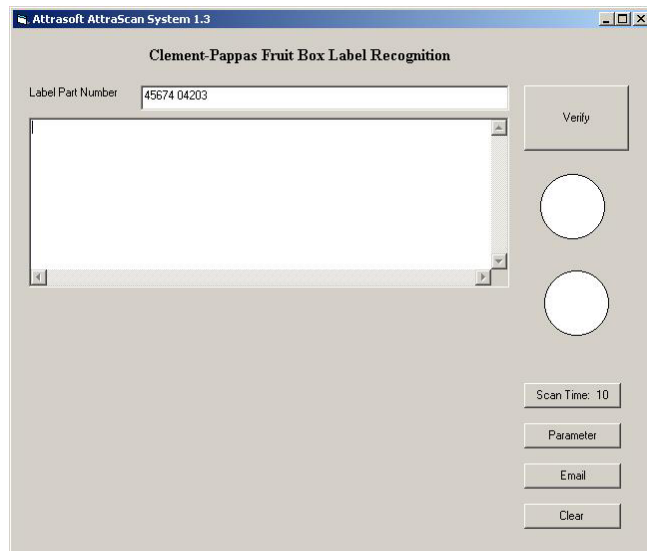 Attrasoft AttraScan System 1.3
Clement-Pappas Fruit Box Label Recognition
Label Part Number
45674 04203
Verify
Scan Time: 10
Parameter
Email
Clear